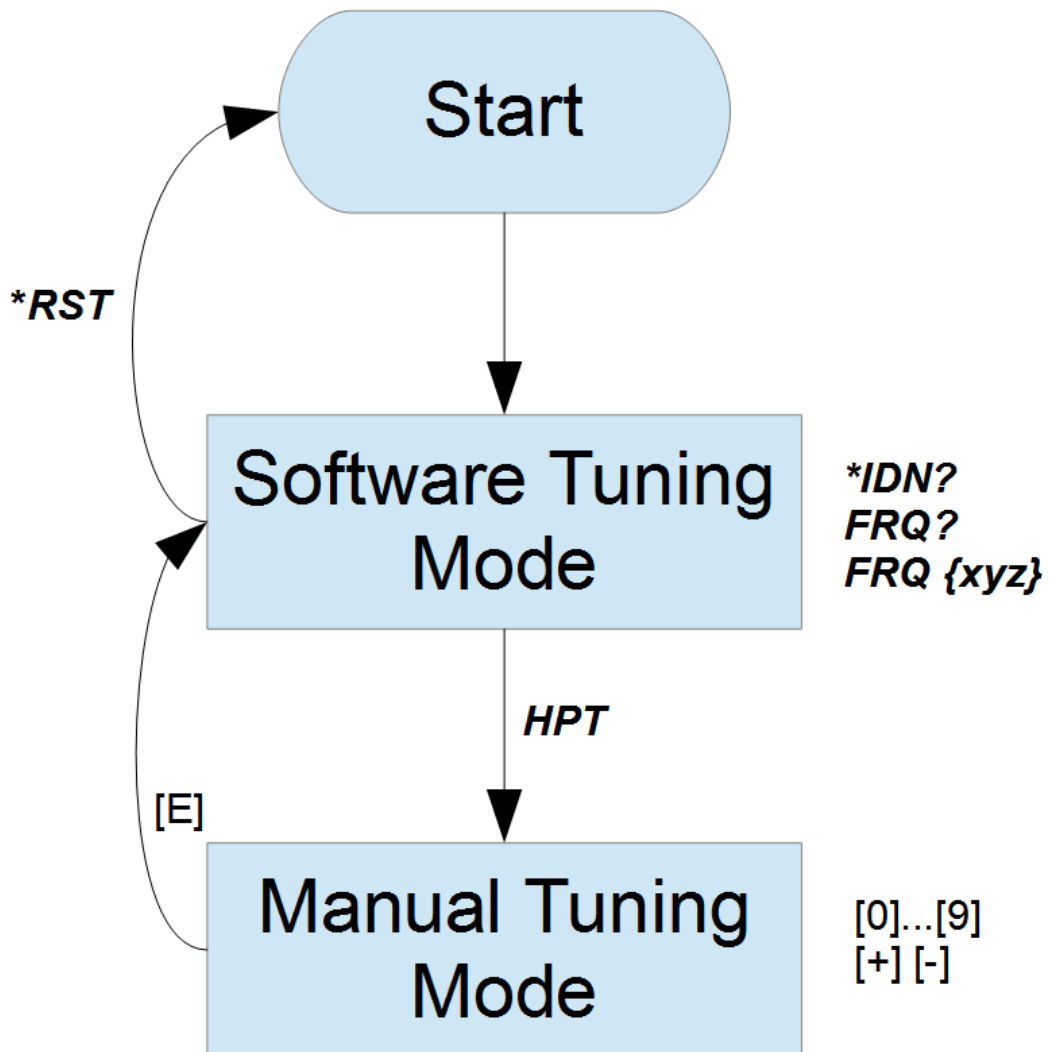 Start
*RST
Software Tuning
Mode
*IDN?
FRQ?
FRQ {xyz}
HPT
[E]
Manual Tuning
Mode
[0]...[9]
[+] [-]